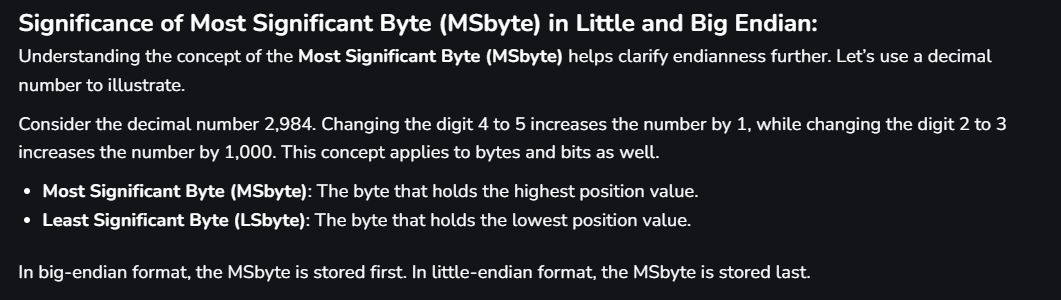 Significance of Most Significant Byte (MSbyte) in Little and Big Endian:
Understanding the concept of the Most Significant Byte (MSbyte) helps clarify endianness further. Let’s use a decimal
number to illustrate.
Consider the decimal number 2,984. Changing the digit 4 to 5 increases the number by 1, while changing the digit 2 to 3
increases the number by 1,000. This concept applies to bytes and bits as well.
• Most Significant Byte (MSbyte): The byte that holds the highest position value.
• Least Significant Byte (LSbyte): The byte that holds the lowest position value.
In big-endian format, the MSbyte is stored first. In little-endian format, the MSbyte is stored last.